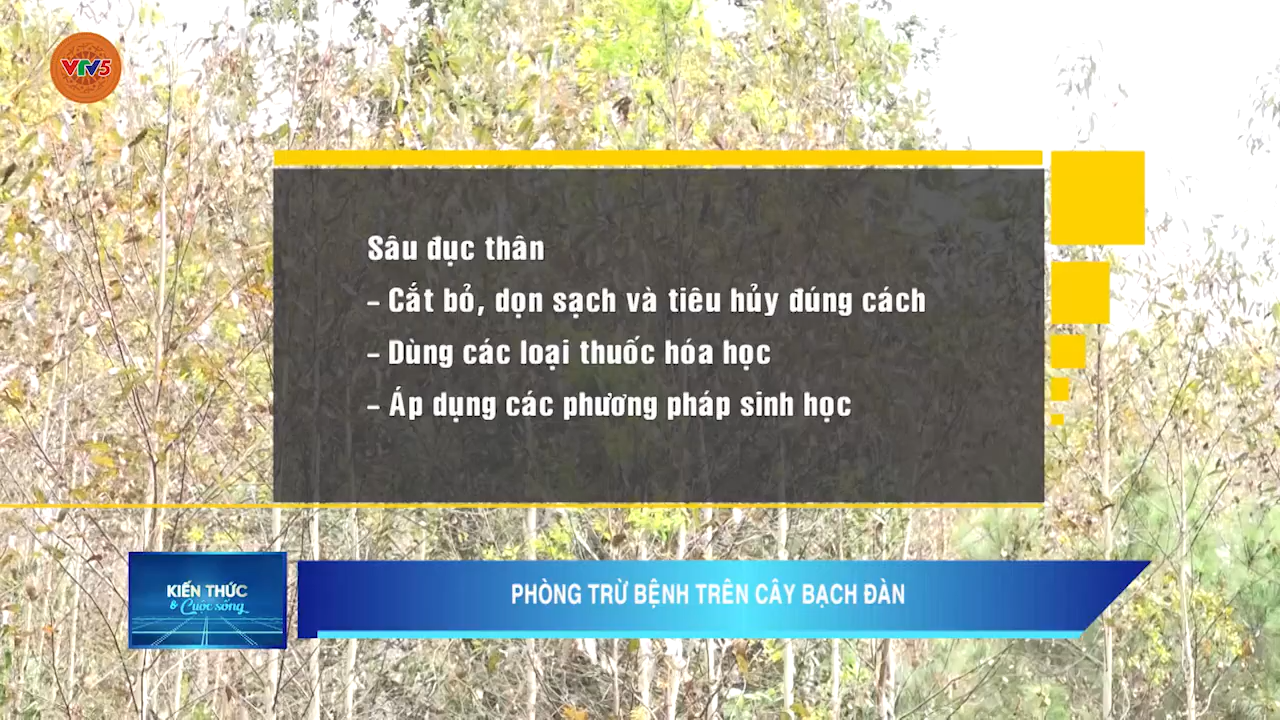 VTV5
Sâu đục thân
– Cắt bỏ, dọn sạch và tiêu hủy đúng cách
– Dùng các loại thuốc hóa học
– Áp dụng các phương pháp sinh học
KIẾN THỨC
& Cuộc sống
PHÒNG TRỪ BỆNH TRÊN CÂY BẠCH ĐÀN